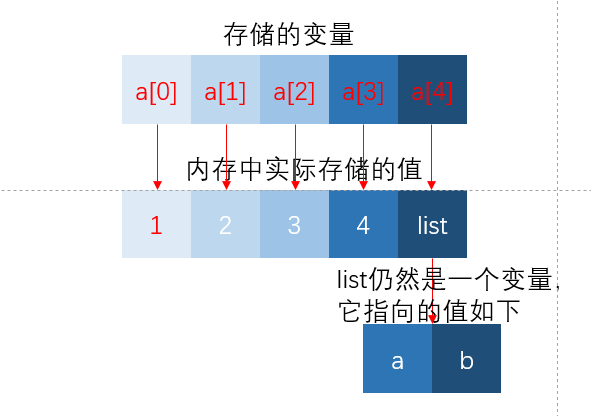 存储的变量
a[0] a[1] a[2] a[3] a[4]
内存中实际存储的值
1 2 3 4 list
list仍然是一个变量，
它指向的值如下
a b